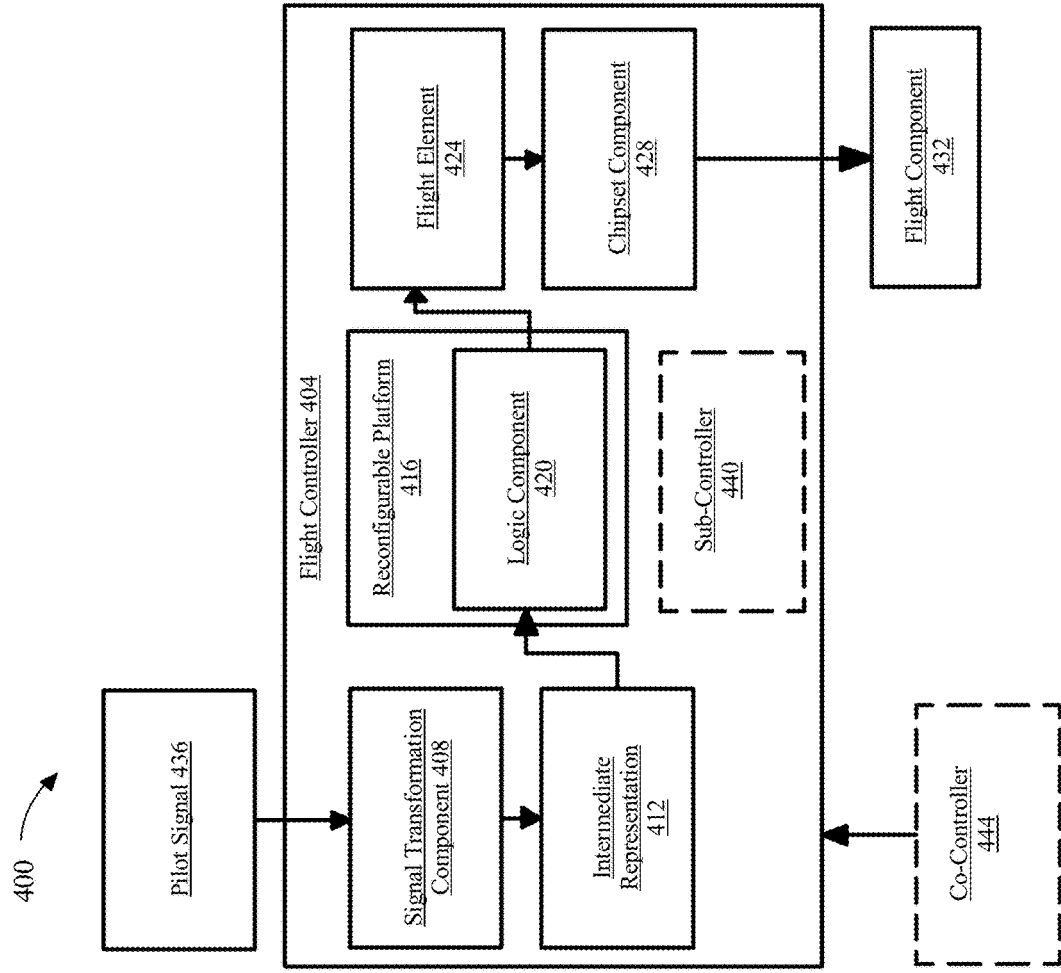 400
Pilot Signal 436
Flight Controller 404
Signal Transformation
Component 408
Intermediate
Representation
412
Reconfigurable Platform
416
Logic Component
420
Flight Element
424
Chipset Component
428
Sub-Controller
440
Co-Controller
444
Flight Component
432